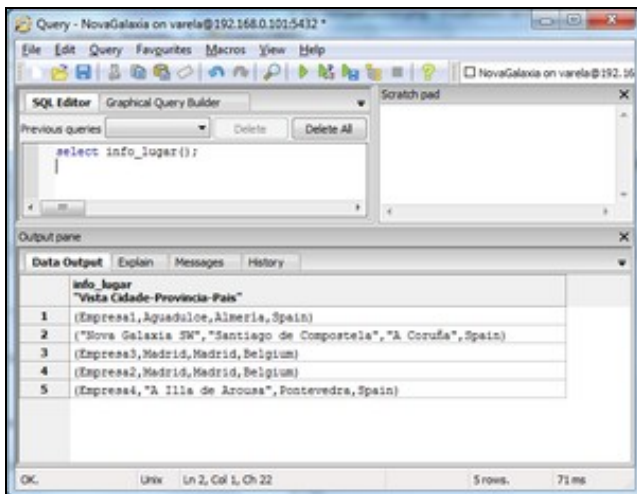 Query - NovaGalaxia on varela@192.168.0.101:5432 *
File Edit Query Favourites Macros View Help
NovaGalaxia on varela@192.16
SQL Editor Graphical Query Builder
Scratch pad
Previous queries Delete Delete All
select info_lugar();
Output pane
Data Output Explain Messages History
info_lugar
"Vista Cidade-Provincia-Pais"
1 (Empresa1,Aguadulce,Almeria,Spain)
2 ("Nova Galaxia SW","Santiago de Compostela","A Coruña",Spain)
3 (Empresa3,Madrid,Madrid,Belgium)
4 (Empresa2,Madrid,Madrid,Belgium)
5 (Empresa4,"A Illa de Arousa",Pontevedra,Spain)
OK. Unix Ln 2, Col 1, Ch 22 5 rows. 71 ms